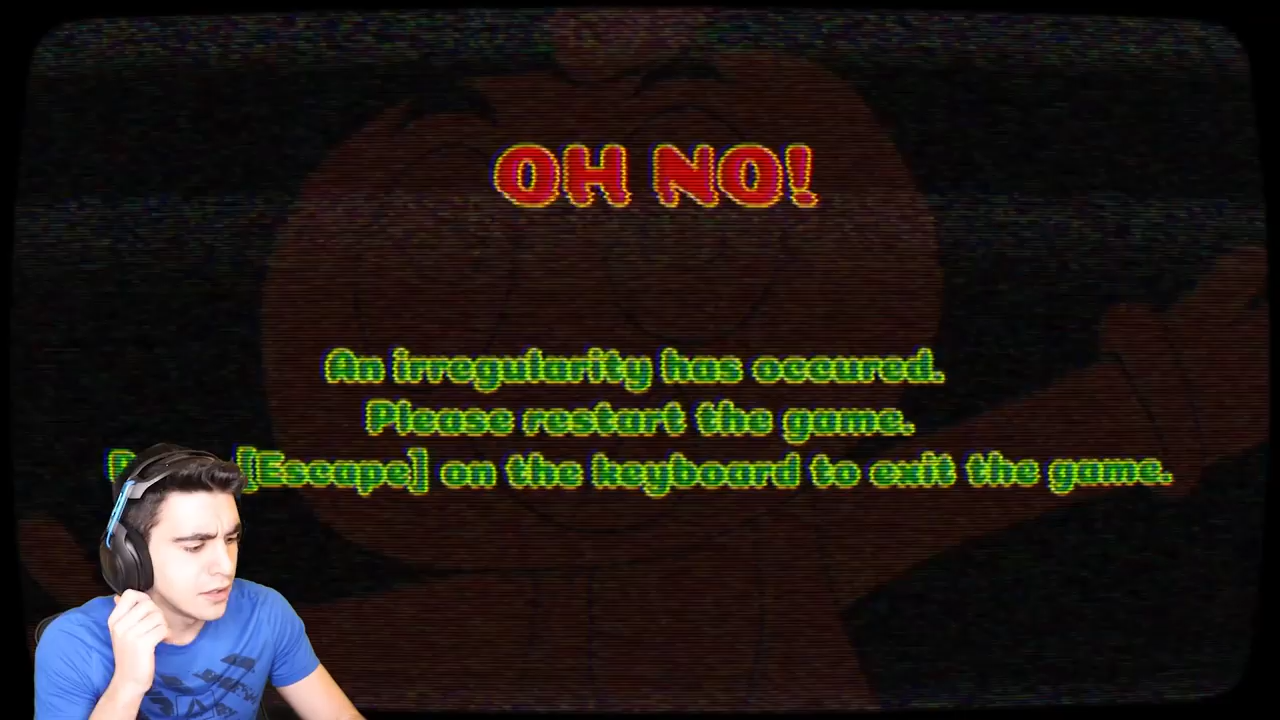 OH NO!
An irregularity has occured.
Please restart the game.
[Escape] on the keyboard to exit the game.